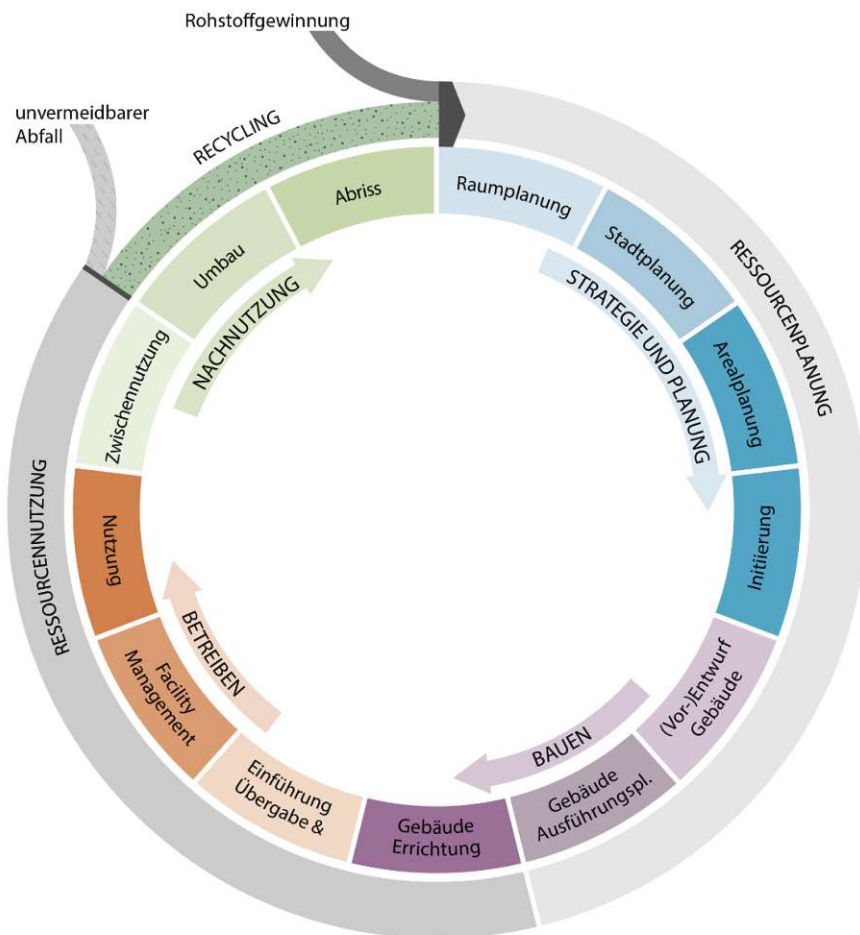 Rohstoffgewinnung
unvermeidbarer
Abfall
RECYCLING
RESSOURCENPLANUNG
RESSOURCENNUTZUNG
Raumplanung
Stadtplanung
Arealplanung
Initiierung
STRATEGIE UND PLANUNG
(Vor-)Entwurf
Gebäude
Gebäude
Ausführungspl.
Gebäude
Errichtung
BAUEN
Einführung
Übergabe &
Facility
Management
Nutzung
BETREIBEN
Zwischennutzung
Umbau
Abriss
NACHNUTZUNG